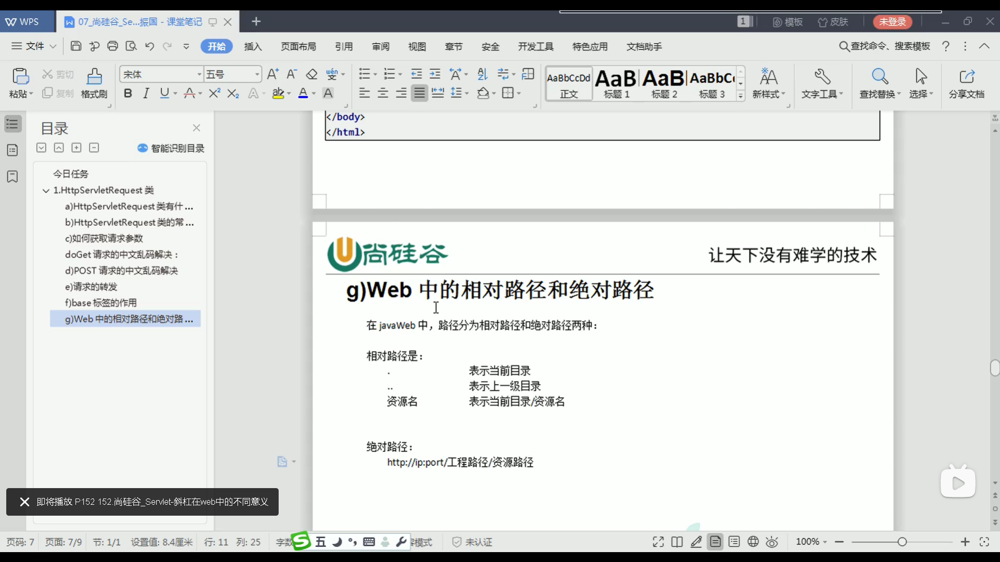 WPS
07_尚硅谷_Se...振国 - 课堂笔记
1
模板
皮肤
未登录
文件
开始
插入
页面布局
引用
审阅
视图
章节
安全
开发工具
特色应用
文档助手
查找命令、搜索模板
粘贴
剪切
复制
格式刷
宋体
五号
AaBbCcDd
正文
AaB
标题 1
AaB
标题 2
AaBbC
标题 3
新样式
文字工具
查找替换
选择
分享文档
目录
智能识别目录
今日任务
1.HttpServletRequest 类
a)HttpServletRequest 类有什 ...
b)HttpServletRequest 类的常 ...
c)如何获取请求参数
doGet 请求的中文乱码解决：
d)POST 请求的中文乱码解决
e)请求的转发
f)base 标签的作用
g)Web 中的相对路径和绝对路 ...
</body>
</html>
尚硅谷
让天下没有难学的技术
g)Web 中的相对路径和绝对路径
在 javaWeb 中，路径分为相对路径和绝对路径两种：
相对路径是：
. 表示当前目录
.. 表示上一级目录
资源名 表示当前目录/资源名
绝对路径：
http://ip:port/工程路径/资源路径
即将播放 P152 152.尚硅谷_Servlet-斜杠在web中的不同意义
页码: 7
页面: 7/9
节: 1/1
设置值: 8.4厘米
行: 11
列: 25
字数
五
模式
未认证
100%